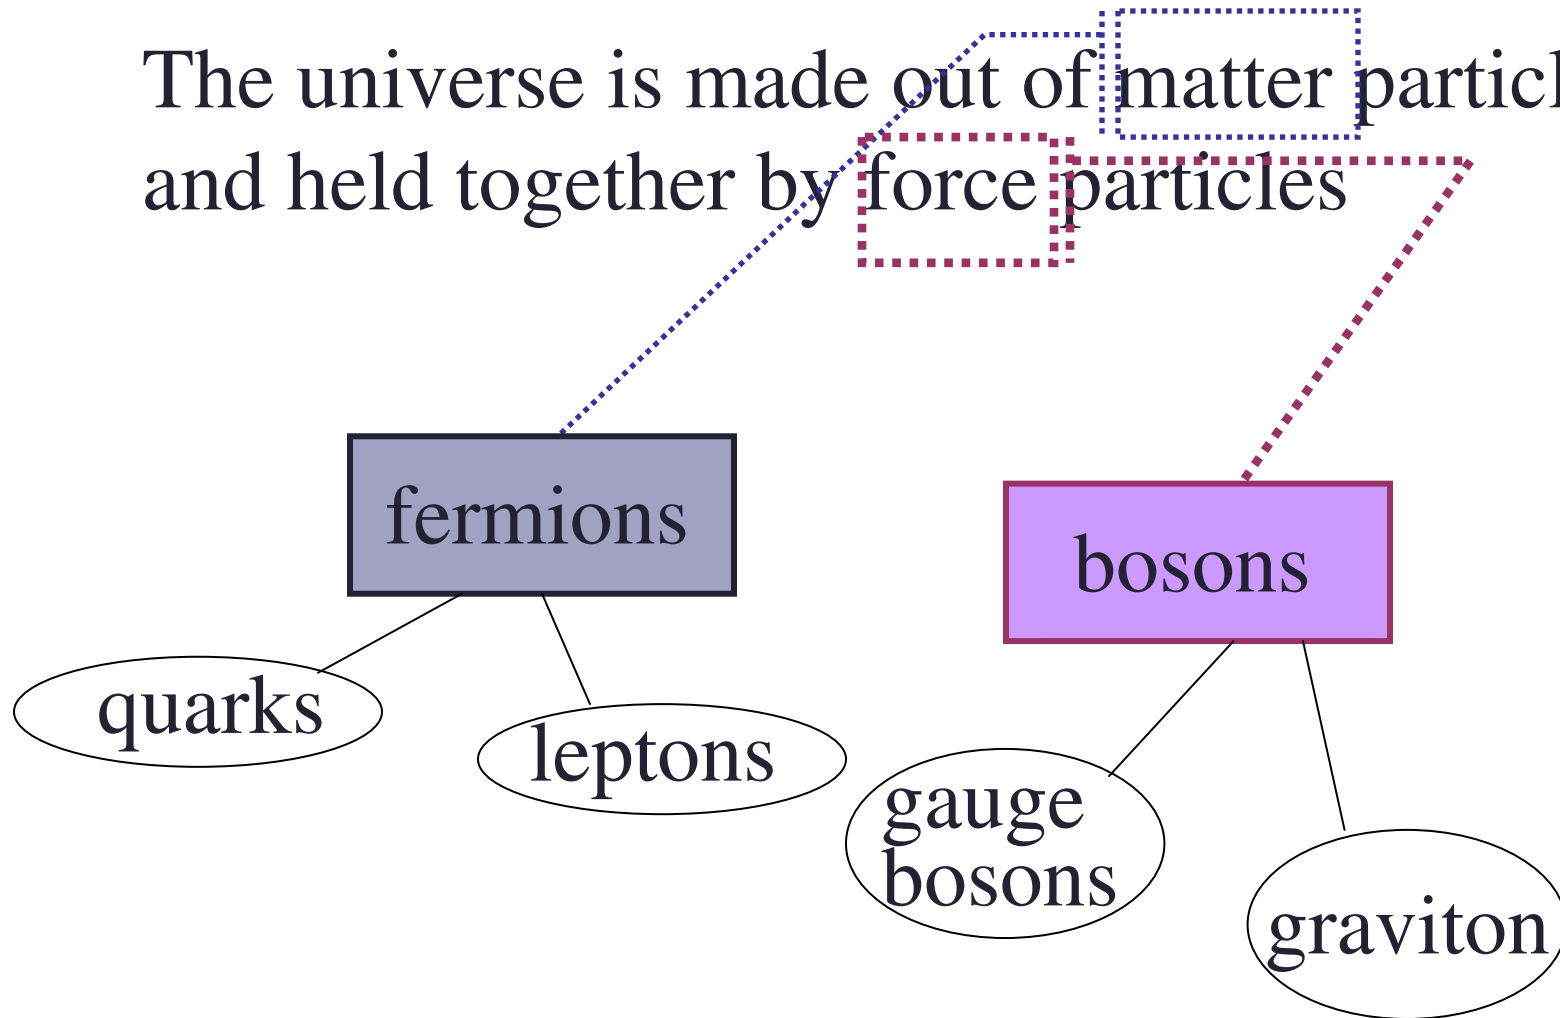 The universe is made out of matter
and held together by force particles
fermions
bosons
quarks
leptons
gauge
bosons
graviton